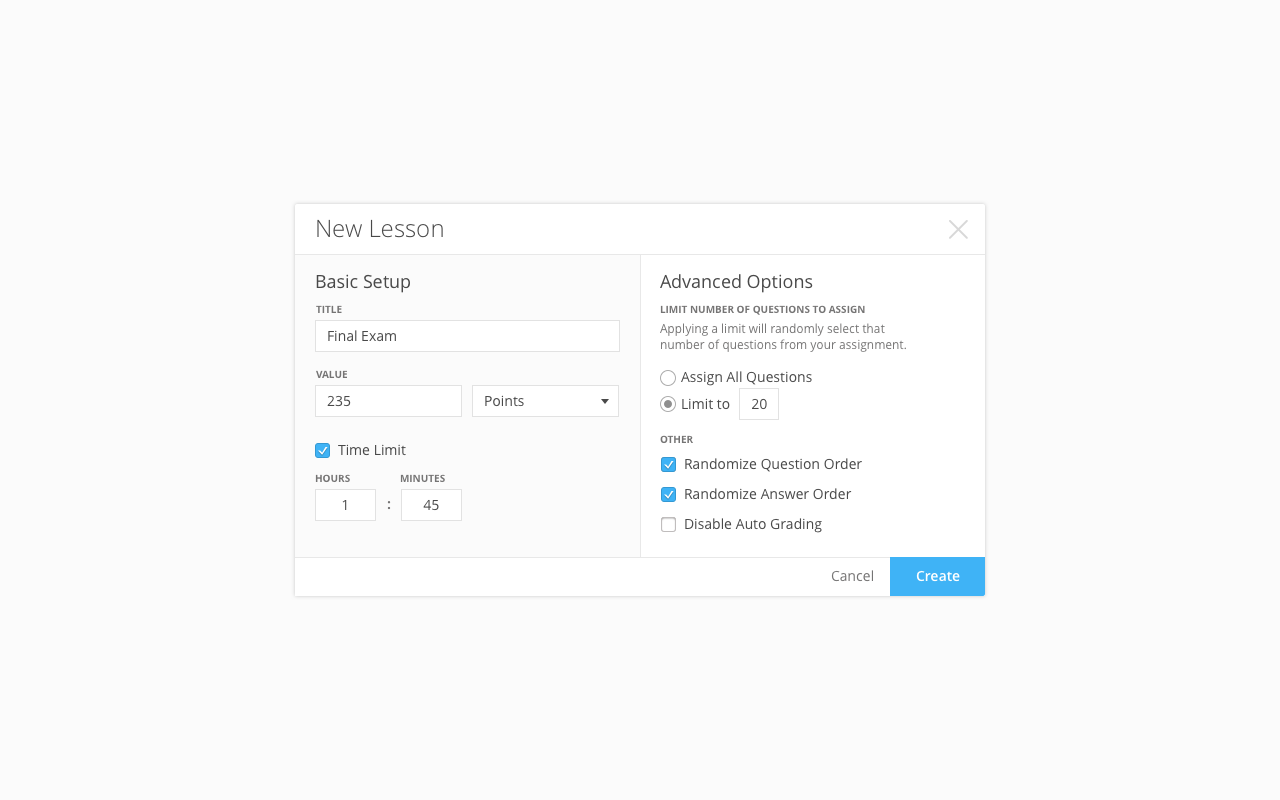 New Lesson
Basic Setup
TITLE
Final Exam
VALUE
235
Points
Time Limit
HOURS
MINUTES
1
:
45
Advanced Options
LIMIT NUMBER OF QUESTIONS TO ASSIGN
Applying a limit will randomly select that
number of questions from your assignment.
Assign All Questions
Limit to
20
OTHER
Randomize Question Order
Randomize Answer Order
Disable Auto Grading
Cancel
Create